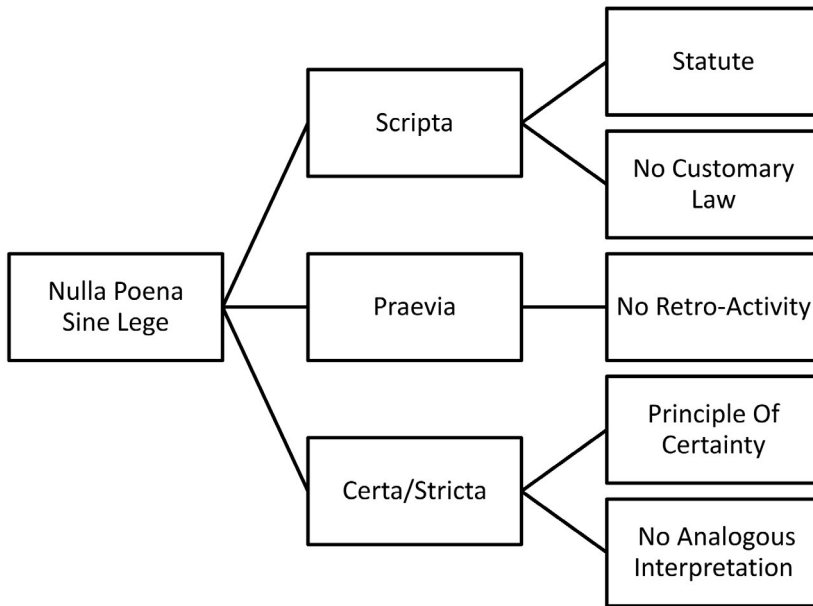 Nulla Poena
Sine Lege
Scripta
Statute
No Customary
Law
Praevia
No Retro-Activity
Certa/Stricta
Principle Of
Certainty
No Analogous
Interpretation